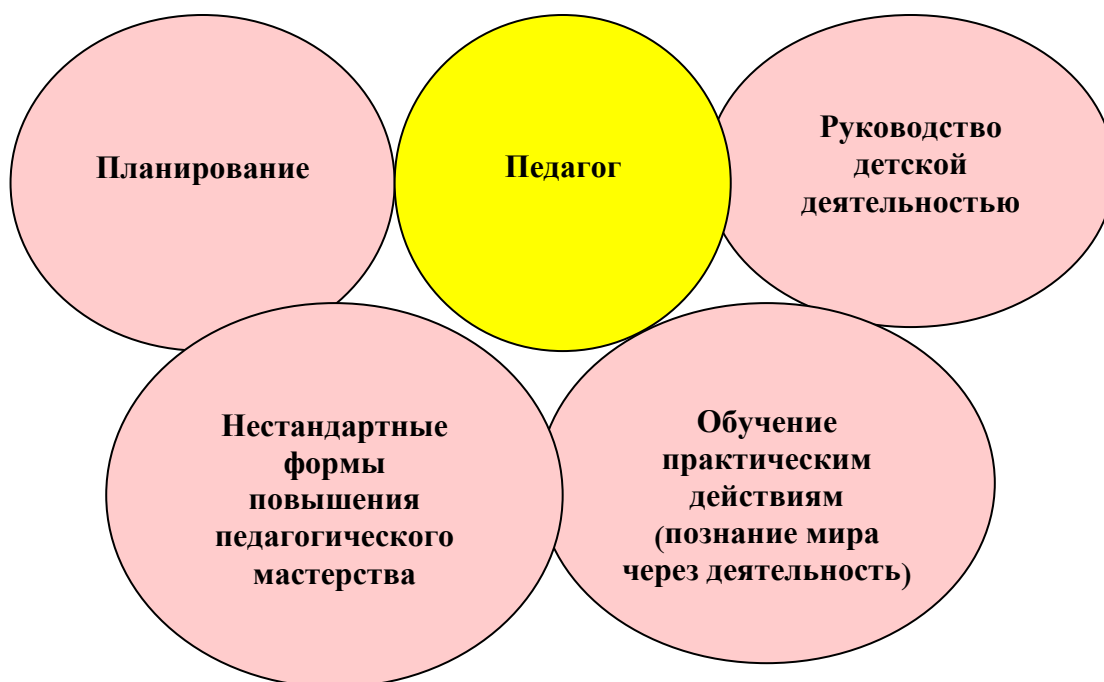 Планирование
Педагог
Руководство
детской
деятельностью
Нестандартные
формы
повышения
педагогического
мастерства
Обучение
практическим
действиям
(познание мира
через деятельность)